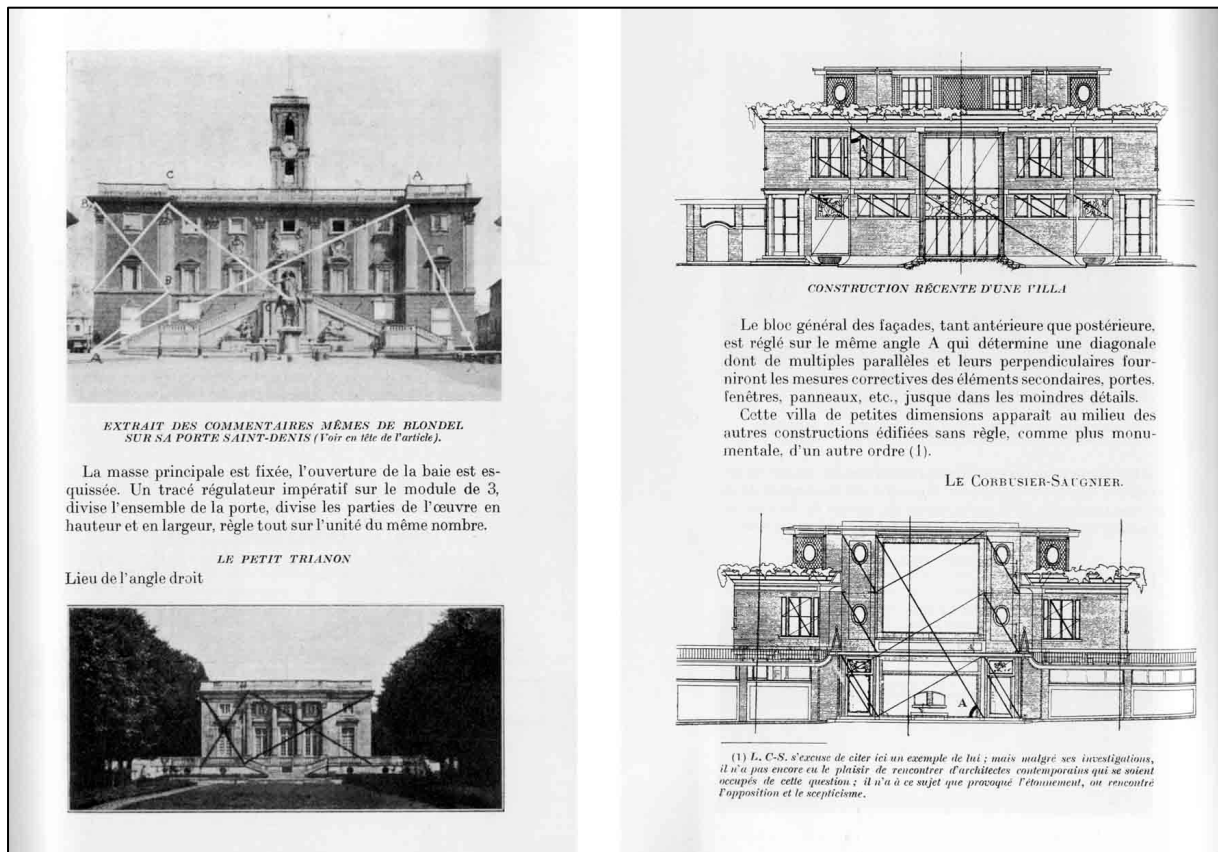 C
A
B
B
A
EXTRAIT DES COMMENTAIRES MÊMES DE BLONDEL
SUR SA PORTE SAINT-DENIS (Voir en tête de l'article).
La masse principale est fixée, l'ouverture de la baie est es-
quissée. Un tracé régulateur impératif sur le module de 3,
divise l'ensemble de la porte, divise les parties de l'œuvre en
hauteur et en largeur, règle tout sur l'unité du même nombre.
LE PETIT TRIANON
Lieu de l'angle droit
A
CONSTRUCTION RÉCENTE D'UNE VILLA
Le bloc général des façades, tant antérieure que postérieure,
est réglé sur le même angle A qui détermine une diagonale
dont de multiples parallèles et leurs perpendiculaires four-
niront les mesures correctives des éléments secondaires, portes,
fenêtres, panneaux, etc., jusque dans les moindres détails.
Cette villa de petites dimensions apparaît au milieu des
autres constructions édifiées sans règle, comme plus monu-
mentale, d'un autre ordre (1).
LE CORBUSIER-SAUGNIER.
A
(1) L. C-S. s'excuse de citer ici un exemple de lui ; mais malgré ses investigations,
il n'a pas encore eu le plaisir de rencontrer d'architectes contemporains qui se soient
occupés de cette question ; il n'a à ce sujet que provoqué l'étonnement, ou rencontré
l'opposition et le scepticisme.